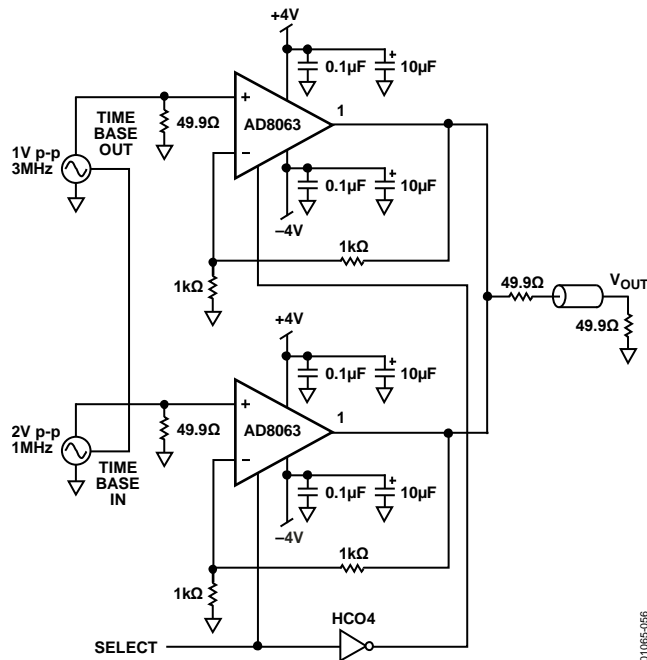 +4V
0.1µF
10µF
+
+
AD8063
1
−
49.9Ω
TIME
BASE
OUT
1V p-p
3MHz
0.1µF
10µF
+
−4V
1kΩ
1kΩ
49.9Ω
VOUT
49.9Ω
+4V
0.1µF
10µF
+
+
AD8063
1
−
49.9Ω
2V p-p
1MHz
TIME
BASE
IN
0.1µF
10µF
+
−4V
1kΩ
1kΩ
HCO4
SELECT
01065-056